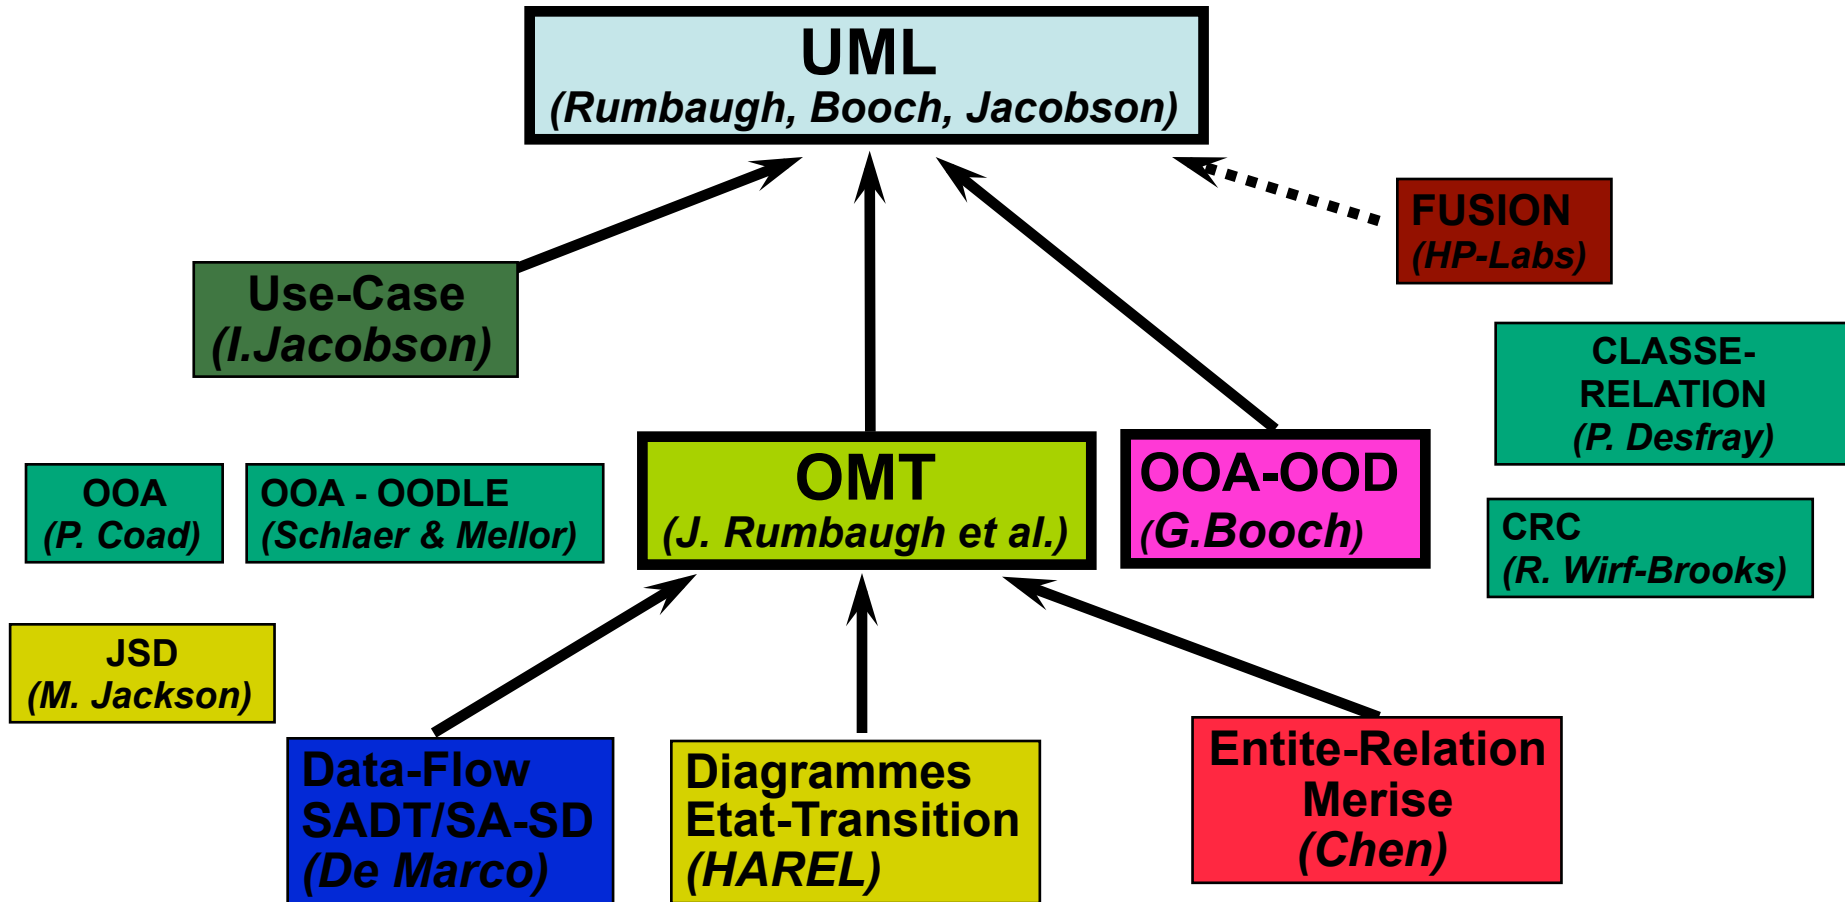 UML
(Rumbaugh, Booch, Jacobson)
FUSION
(HP-Labs)
Use-Case
(I.Jacobson)
CLASSE-
RELATION
(P. Desfray)
OMT
(J. Rumbaugh et al.)
OOA-OOD
(G.Booch)
OOA
(P. Coad)
OOA - OODLE
(Schlaer & Mellor)
CRC
(R. Wirf-Brooks)
JSD
(M. Jackson)
Data-Flow
SADT/SA-SD
(De Marco)
Diagrammes
Etat-Transition
(HAREL)
Entite-Relation
Merise
(Chen)